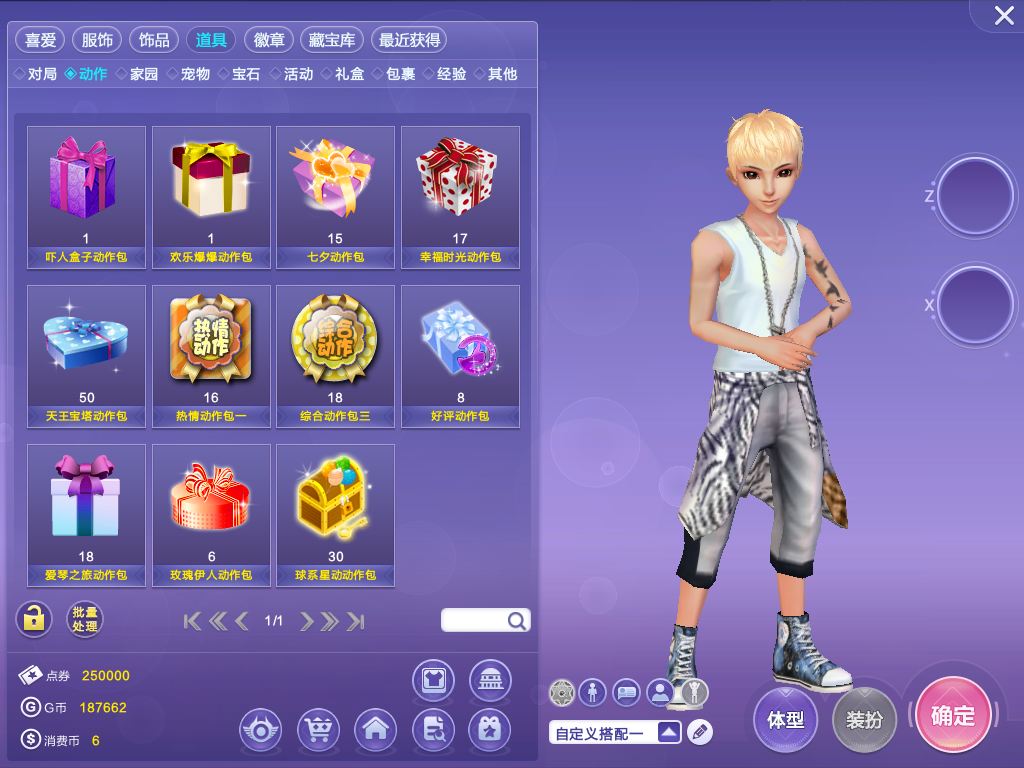 喜爱 服饰 饰品 道具 徽章 藏宝库 最近获得
对局 动作 家园 宠物 宝石 活动 礼盒 包裹 经验 其他
1 1 15 17
吓人盒子动作包 欢乐爆爆动作包 七夕动作包 幸福时光动作包
热情动作 综合动作
50 16 18 8
天王宝塔动作包 热情动作包一 综合动作包三 好评动作包
18 6 30
爱琴之旅动作包 玫瑰伊人动作包 球系星动动作包
批量处理 1/1
点券 250000
G G币 187662
$ 消费币 6
Z
X
自定义搭配一
体型 装扮 确定